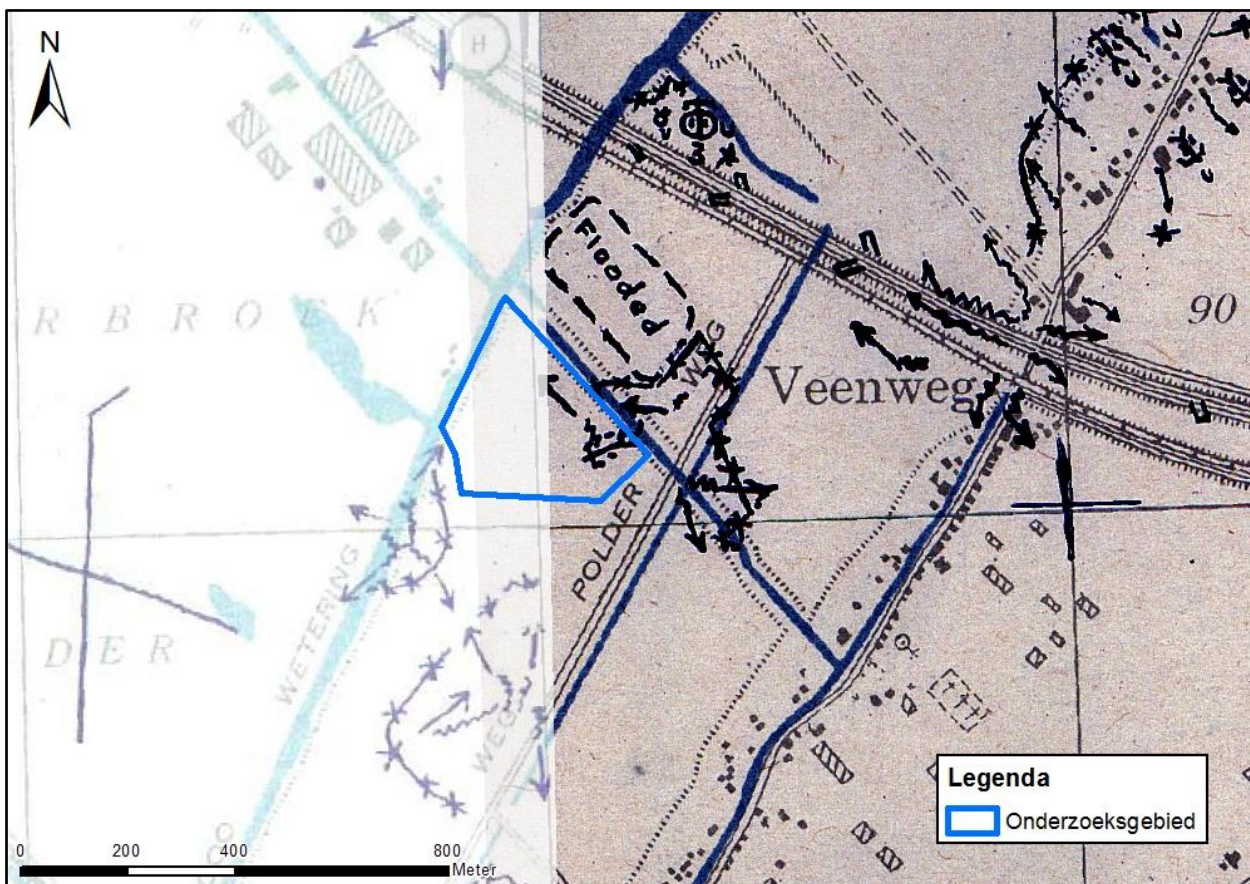 N
H
Flooded
R B R O E K
WEG
Veenweg
90
POLDER
WETERING
D E R
WEG
Legenda
Onderzoeksgebied
0 200 400 800
Meter